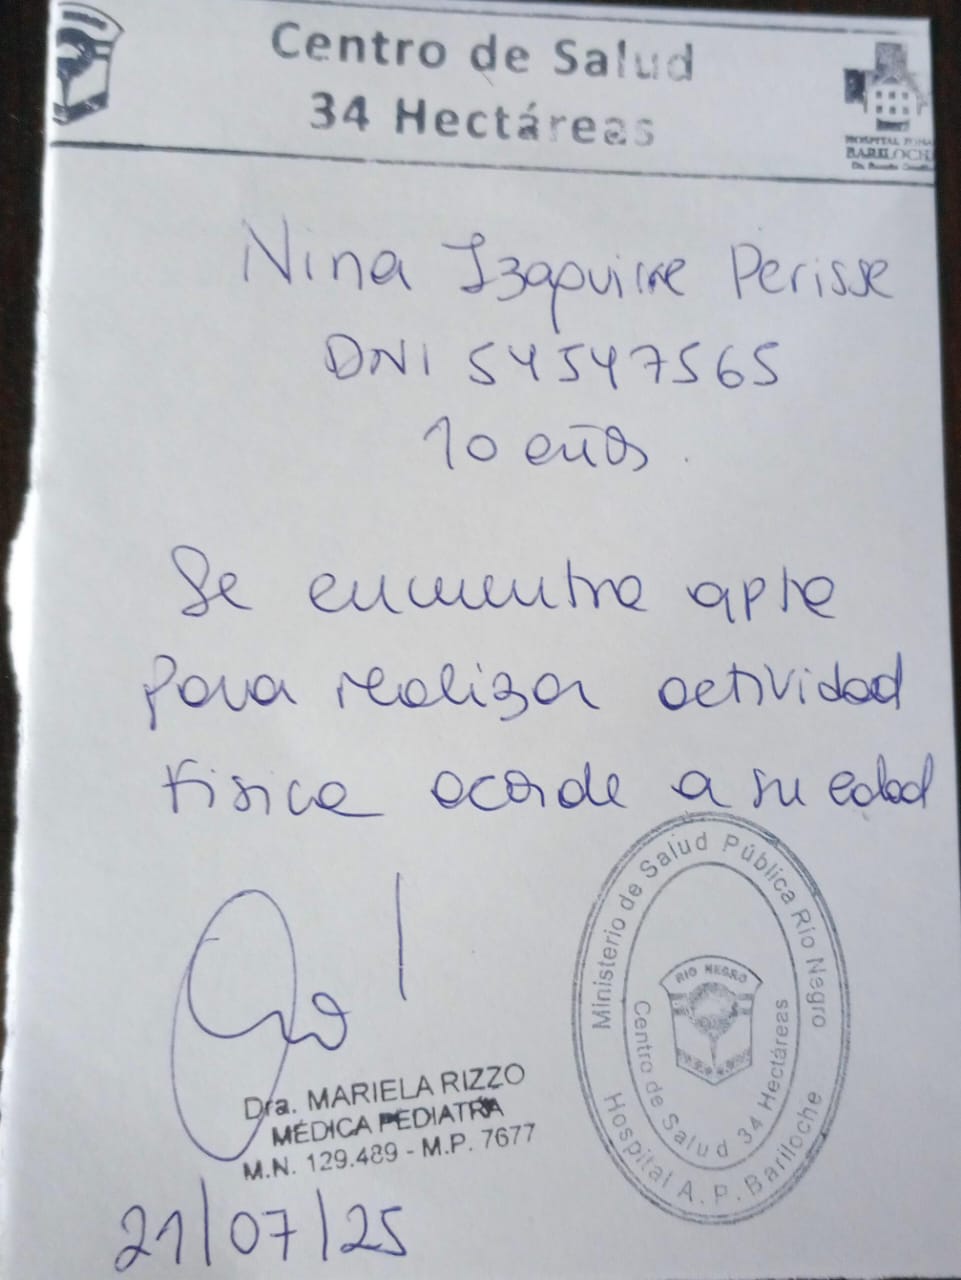 Centro de Salud
34 Hectáreas
HOSPITAL ZONAL
BARILOCHE
Nina Izaguirre Perisse
DNI 54547565
10 años.
Se encuentra apta
para realizar actividad
física acorde a su edad
Ministerio de Salud Pública Río Negro
RIO NEGRO
Centro de Salud 34 Hectáreas
Hospital A.P. Bariloche
Dra. MARIELA RIZZO
MÉDICA PEDIATRA
M.N. 129.489 - M.P. 7677
21/07/25